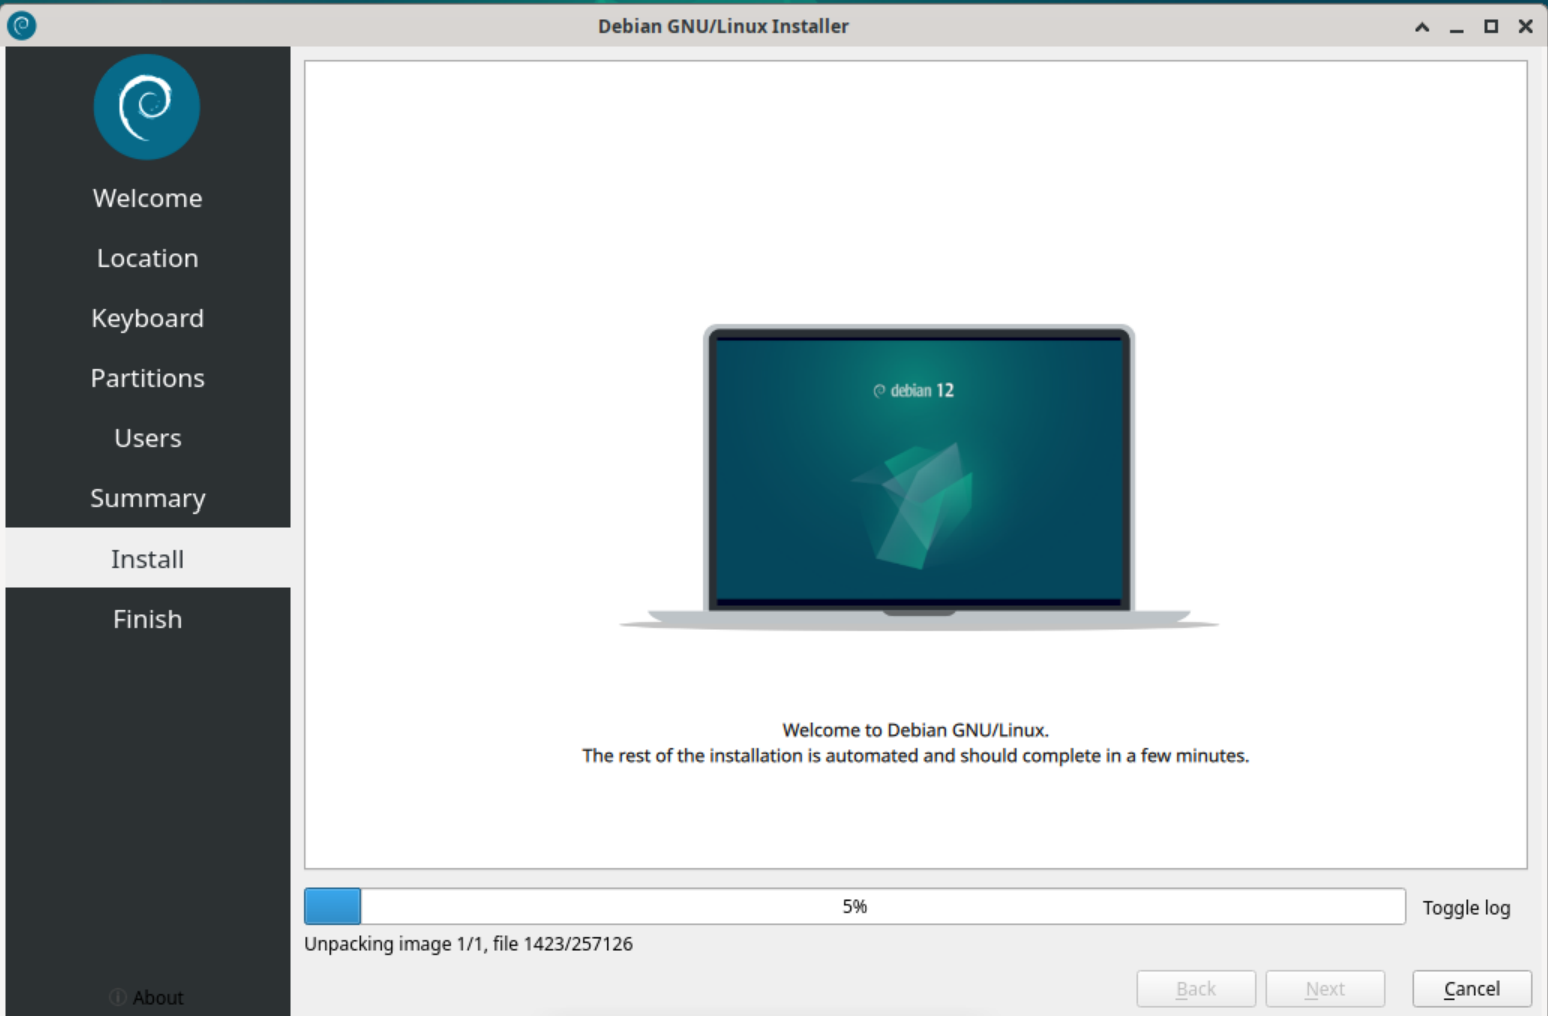 Debian GNU/Linux Installer
Welcome
Location
Keyboard
Partitions
Users
Summary
Install
Finish
About
debian 12
Welcome to Debian GNU/Linux.
The rest of the installation is automated and should complete in a few minutes.
5%
Toggle log
Unpacking image 1/1, file 1423/257126
Back
Next
Cancel